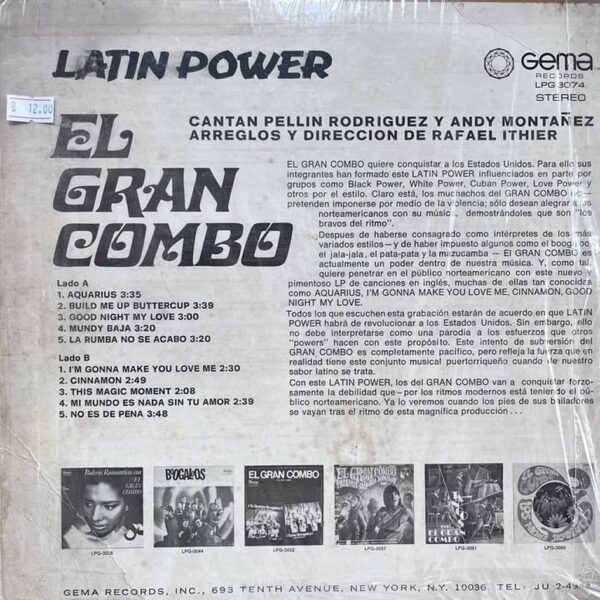 LATIN POWER
Gema
RECORDS
LPG 3074
STEREO
12.00
CANTAN PELLIN RODRIGUEZ Y ANDY MONTAÑEZ
ARREGLOS Y DIRECCION DE RAFAEL ITHIER
EL
GRAN
COMBO
Lado A
1. AQUARIUS 3:35
2. BUILD ME UP BUTTERCUP 3:39
3. GOOD NIGHT MY LOVE 3:00
4. MUNDY BAJA 3:20
5. LA RUMBA NO SE ACABO 3:20
Lado B
1. I'M GONNA MAKE YOU LOVE ME 2:30
2. CINNAMON 2:49
3. THIS MAGIC MOMENT 2:08
4. MI MUNDO ES NADA SIN TU AMOR 2:39
5. NO ES DE PENA 3:48
EL GRAN COMBO quiere conquistar a los Estados Unidos. Para ello sus
integrantes han formado este LATIN POWER influenciados en parte por
grupos como Black Power, White Power, Cuban Power, Love Power y
otros por el estilo. Claro está, los muchachos del GRAN COMBO no
pretenden imponerse por medio de la violencia; sólo desean alegrar a los
norteamericanos con su música, demostrándoles que son "los
bravos del ritmo".
Después de haberse consagrado como intérpretes de los más
variados estilos—y de haber impuesto algunos como el boogaloo,
el jala-jala, el pata-pata y la mazucamba — EL GRAN COMBO es
actualmente un poder dentro de nuestra música. Y, como tal,
quiere penetrar en el público norteamericano con este nuevo y
pimentoso LP de canciones en inglés, muchas de ellas tan conocidas
como AQUARIUS, I'M GONNA MAKE YOU LOVE ME, CINNAMON, GOOD
NIGHT MY LOVE.
Todos los que escuchen esta grabación estarán de acuerdo en que LATIN
POWER habrá de revolucionar a los Estados Unidos. Sin embargo, ello
no debe interpretarse como una parodia a los esfuerzos que otros
"powers" hacen con este propósito. Este intento de subversión del
GRAN COMBO es completamente pacífico, pero refleja la fuerza que en
realidad tiene este conjunto musical puertorriqueño cuando de nuestro
sabor latino se trata.
Con este LATIN POWER, los del GRAN COMBO van a conquistar forzo-
samente la debilidad que—por los ritmos modernos está teniendo el pú-
blico norteamericano. Ya lo veremos cuando los pies de sus bailadores
se vayan tras el ritmo de esta magnífica producción . . .
Boleros Romanticos con
EL
GRAN
COMBO
BOOGALOOS
EL GRAN COMBO
EL GRAN COMBO
EL GRAN
COMBO
LPG-3044
LPG-3052
LPG-3057
LPG-3061
GEMA RECORDS, INC., 693 TENTH AVENUE, NEW YORK, N.Y. 10036 TEL: JU 2-